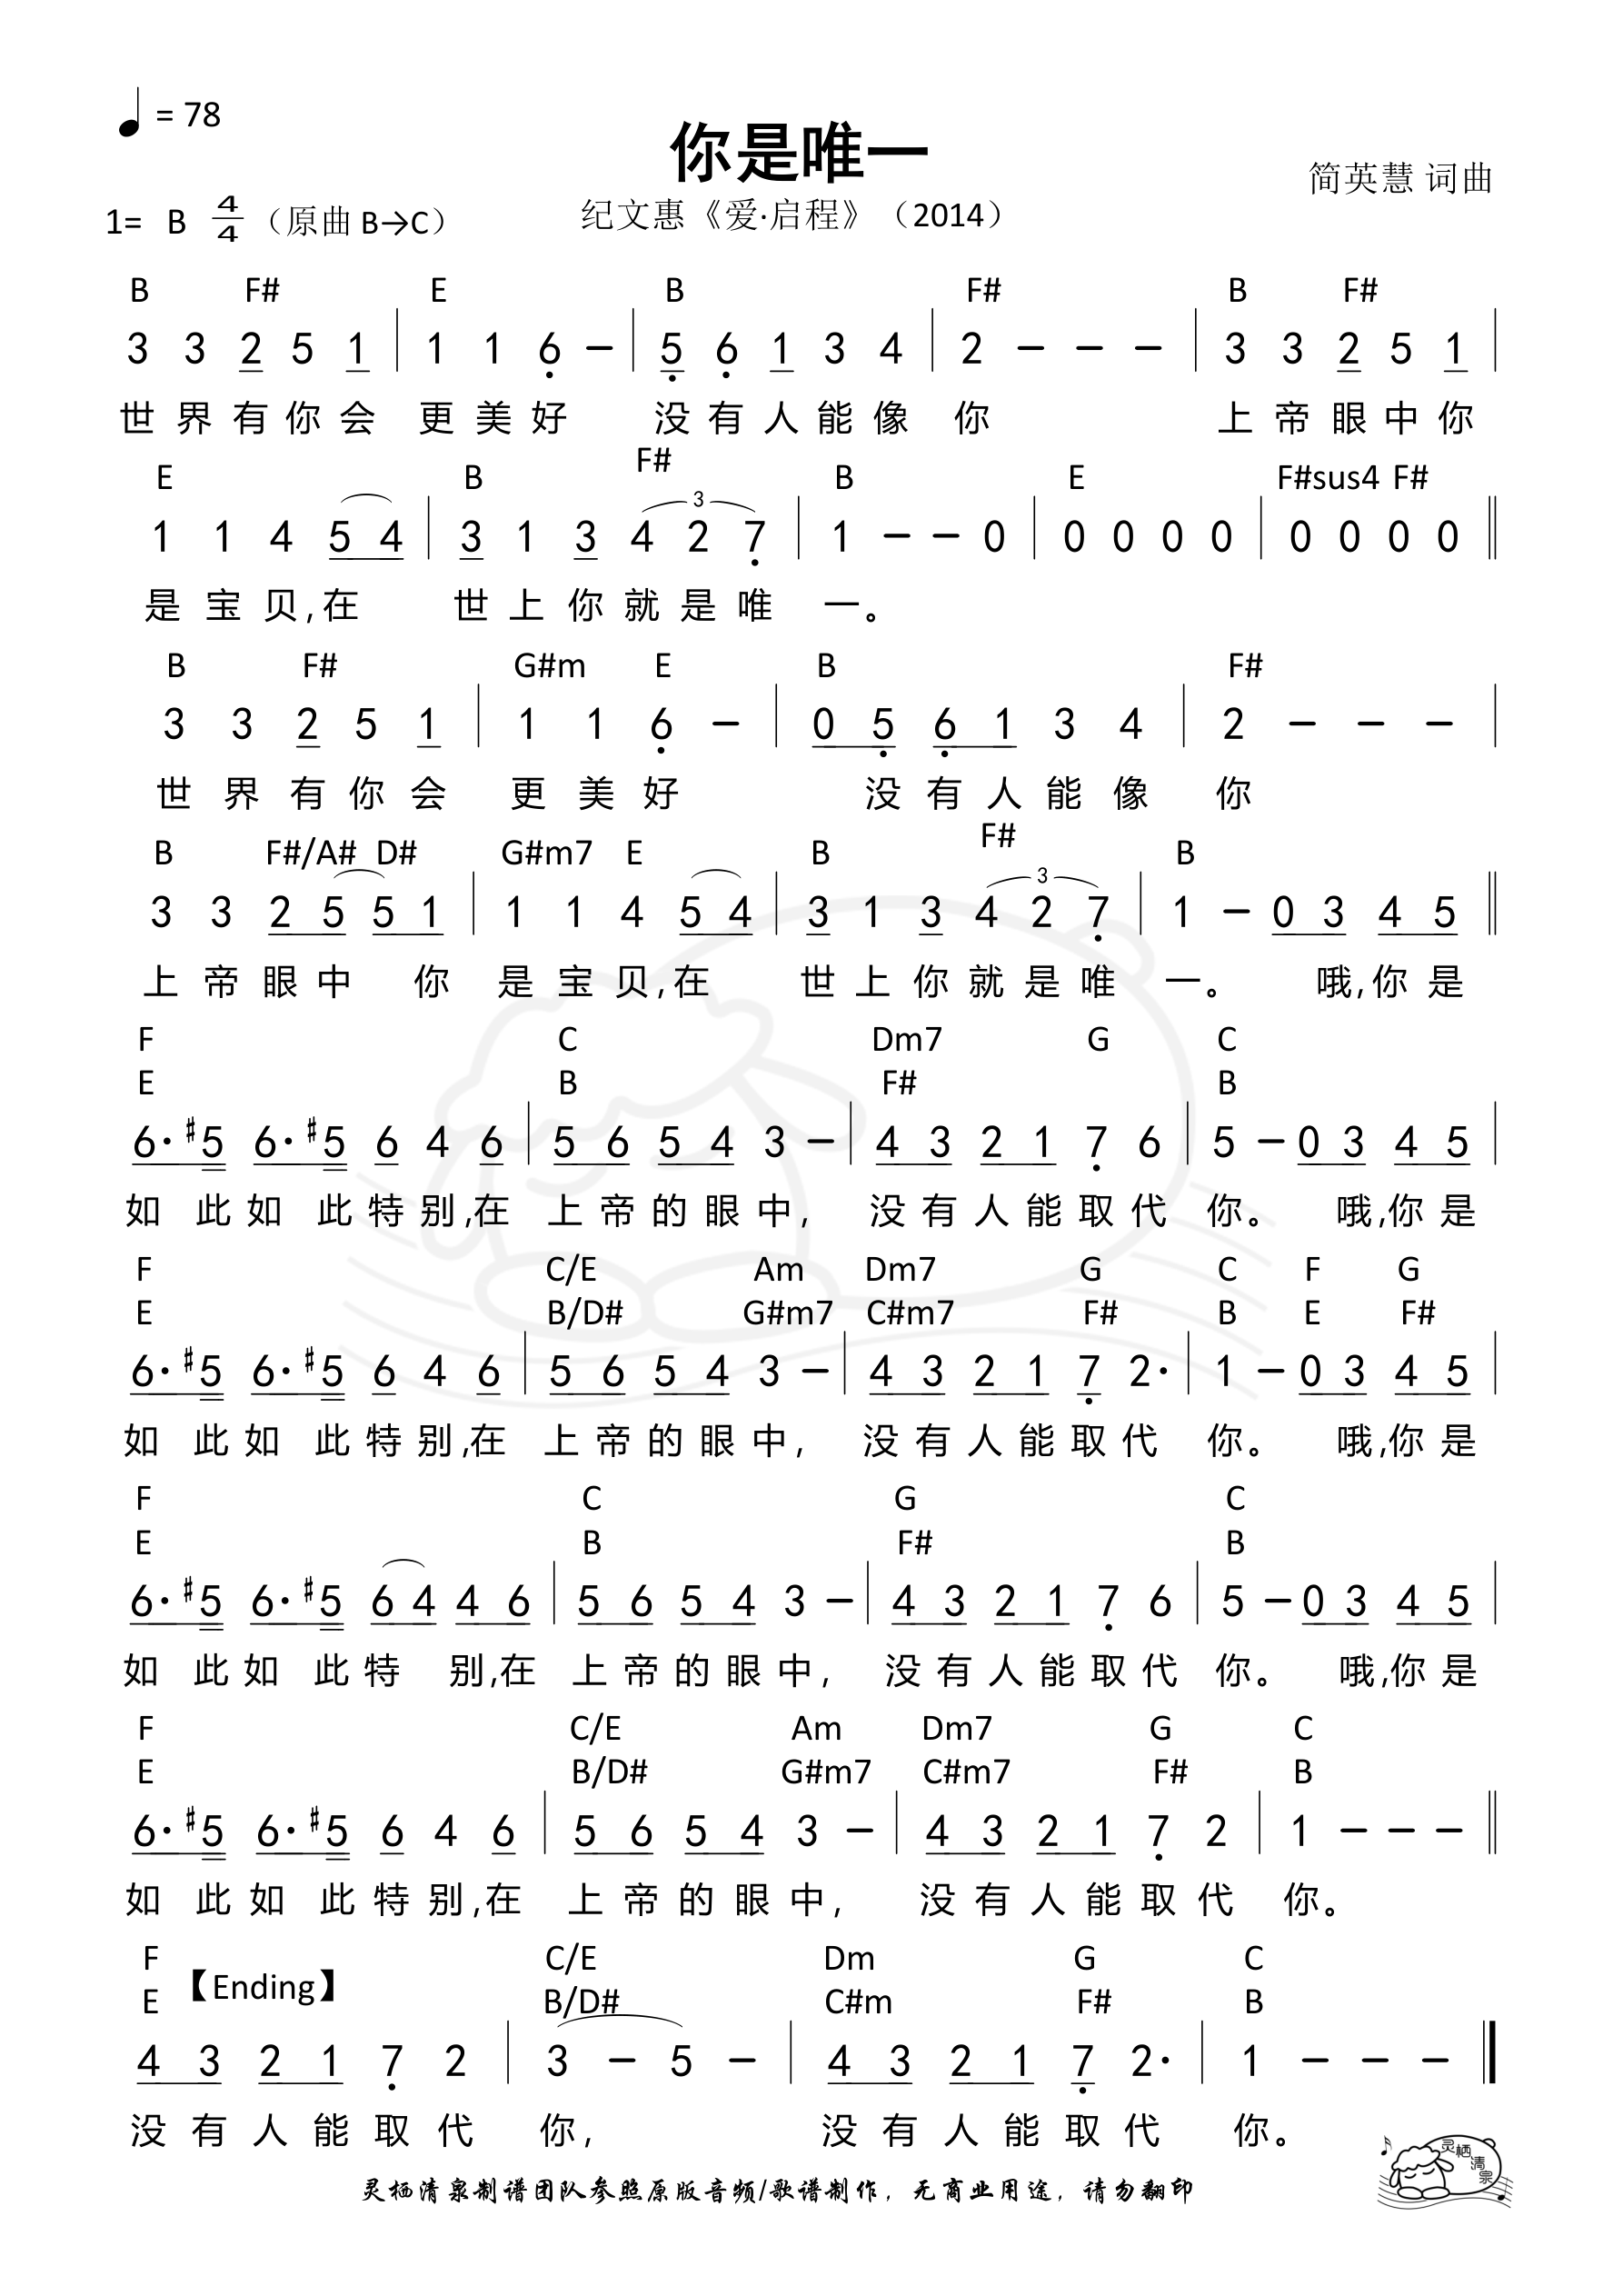 ♩= 78
你是唯一
简英慧 词曲
1= B 4/4 （原曲 B→C）
纪文惠《爱·启程》（2014）
B F# E B F# B F#
3 3 2 5 1 | 1 1 6 – | 5 6 1 3 4 | 2 – – – | 3 3 2 5 1 |
世界有你会 更美好 没有人能像你 上帝眼中你
E B F# B E F#sus4 F#
1 1 4 5 4 | 3 1 3 4 2 7 | 1 – – 0 | 0 0 0 0 | 0 0 0 0 ||
3
是宝贝,在 世上你就是唯一。
B F# G#m E B F#
3 3 2 5 1 | 1 1 6 – | 0 5 6 1 3 4 | 2 – – – |
世界有你会 更美好 没有人能像 你
B F#/A# D# G#m7 E B F# B
3 3 2 5 5 1 | 1 1 4 5 4 | 3 1 3 4 2 7 | 1 – 0 3 4 5 ||
3
上帝眼中 你 是宝贝,在 世上你就是唯 一。 哦,你是
F C Dm7 G C
E B F# B
6· #5 6· #5 6 4 6 | 5 6 5 4 3 – | 4 3 2 1 7 6 | 5 – 0 3 4 5 |
如 此如 此特别,在 上帝的眼中, 没有人能取代 你。 哦,你是
F C/E Am Dm7 G C F G
E B/D# G#m7 C#m7 F# B E F#
6· #5 6· #5 6 4 6 | 5 6 5 4 3 – | 4 3 2 1 7 2· | 1 – 0 3 4 5 |
如 此如 此特别,在 上帝的眼中, 没有人能取代 你。 哦,你是
F C G C
E B F# B
6· #5 6· #5 6 4 4 6 | 5 6 5 4 3 – | 4 3 2 1 7 6 | 5 – 0 3 4 5 |
如 此如 此特 别,在 上帝的眼中, 没有人能取代 你。 哦,你是
F C/E Am Dm7 G C
E B/D# G#m7 C#m7 F# B
6· #5 6· #5 6 4 6 | 5 6 5 4 3 – | 4 3 2 1 7 2 | 1 – – – ||
如 此如 此特别,在 上帝的眼中, 没有人能取代 你。
F C/E Dm G C
E 【Ending】 B/D# C#m F# B
4 3 2 1 7 2 | 3 – 5 – | 4 3 2 1 7 2· | 1 – – – ||
没有人能取代 你, 没有人能取代 你。
灵栖清泉
灵栖清泉制谱团队参照原版音频/歌谱制作，无商业用途，请勿翻印